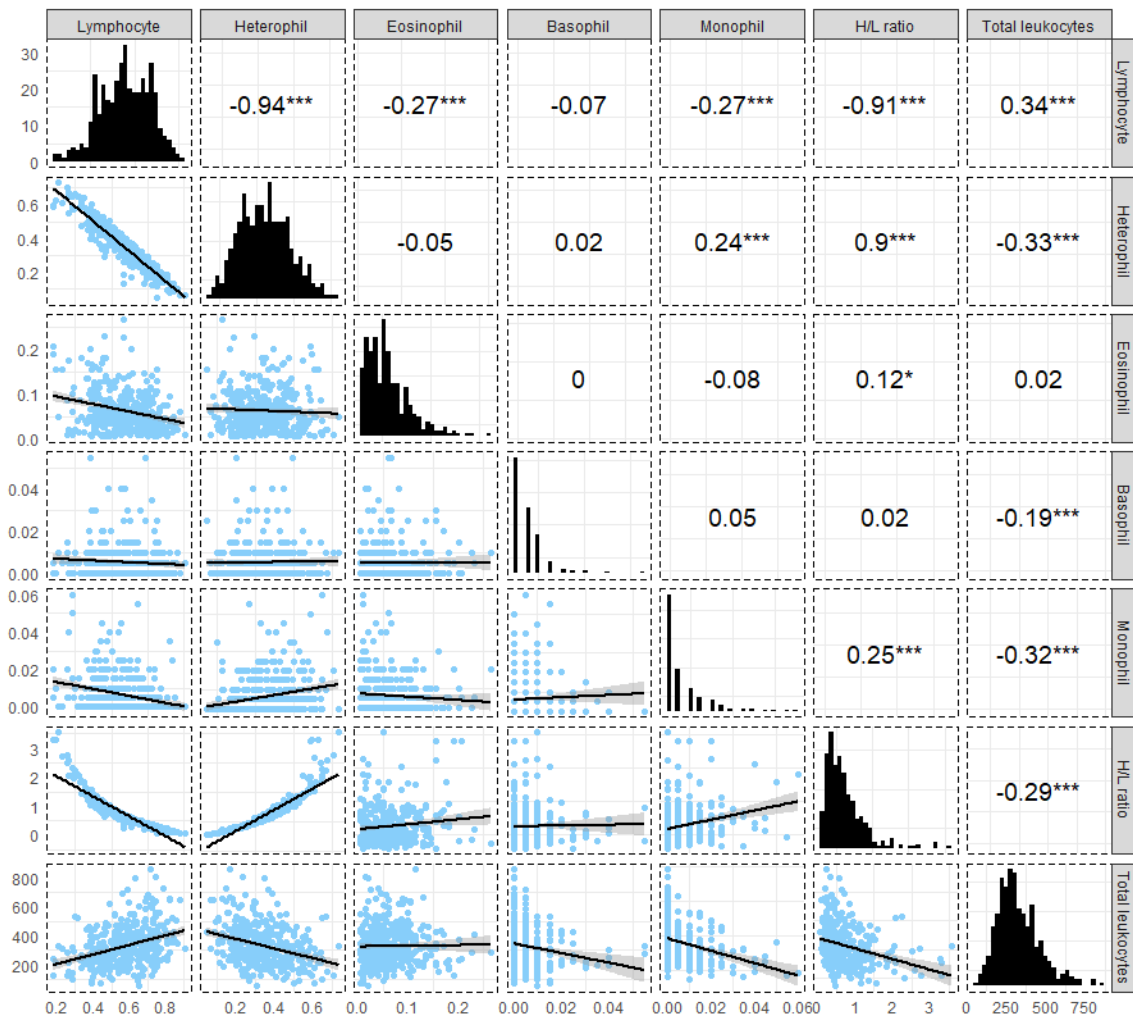 Lymphocyte Heterophil Eosinophil Basophil Monophil H/L ratio Total leukocytes
30
20
10
0
-0.94*** -0.27*** -0.07 -0.27*** -0.91*** 0.34***
Lymphocyte
0.6
0.4
0.2
-0.05 0.02 0.24*** 0.9*** -0.33***
Heterophil
0.2
0.1
0.0
0 -0.08 0.12* 0.02
Eosinophil
0.04
0.02
0.00
0.05 0.02 -0.19***
Basophil
0.06
0.04
0.02
0.00
0.25*** -0.32***
Monophil
3
2
1
0
-0.29***
H/L ratio
800
600
400
200
Total leukocytes
0.2 0.4 0.6 0.8 0.2 0.4 0.6 0.0 0.1 0.2 0.00 0.02 0.04 0.00 0.02 0.04 0.06 0 1 2 3 0 250 500 750